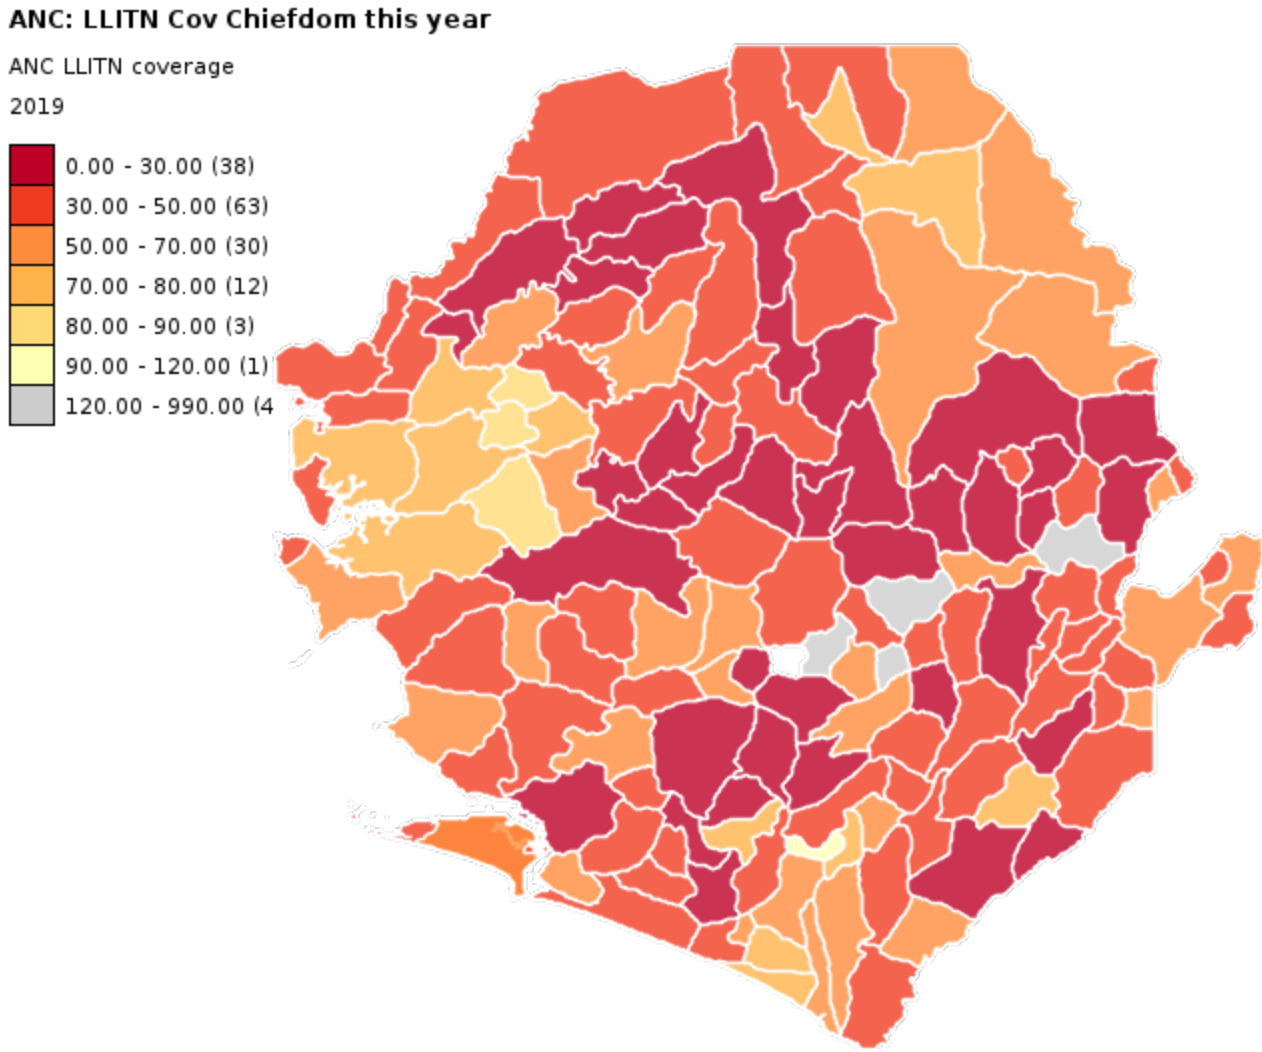 ANC: LLITN Cov Chiefdom this year
ANC LLITN coverage
2019
0.00 - 30.00 (38)
30.00 - 50.00 (63)
50.00 - 70.00 (30)
70.00 - 80.00 (12)
80.00 - 90.00 (3)
90.00 - 120.00 (1)
120.00 - 990.00 (4